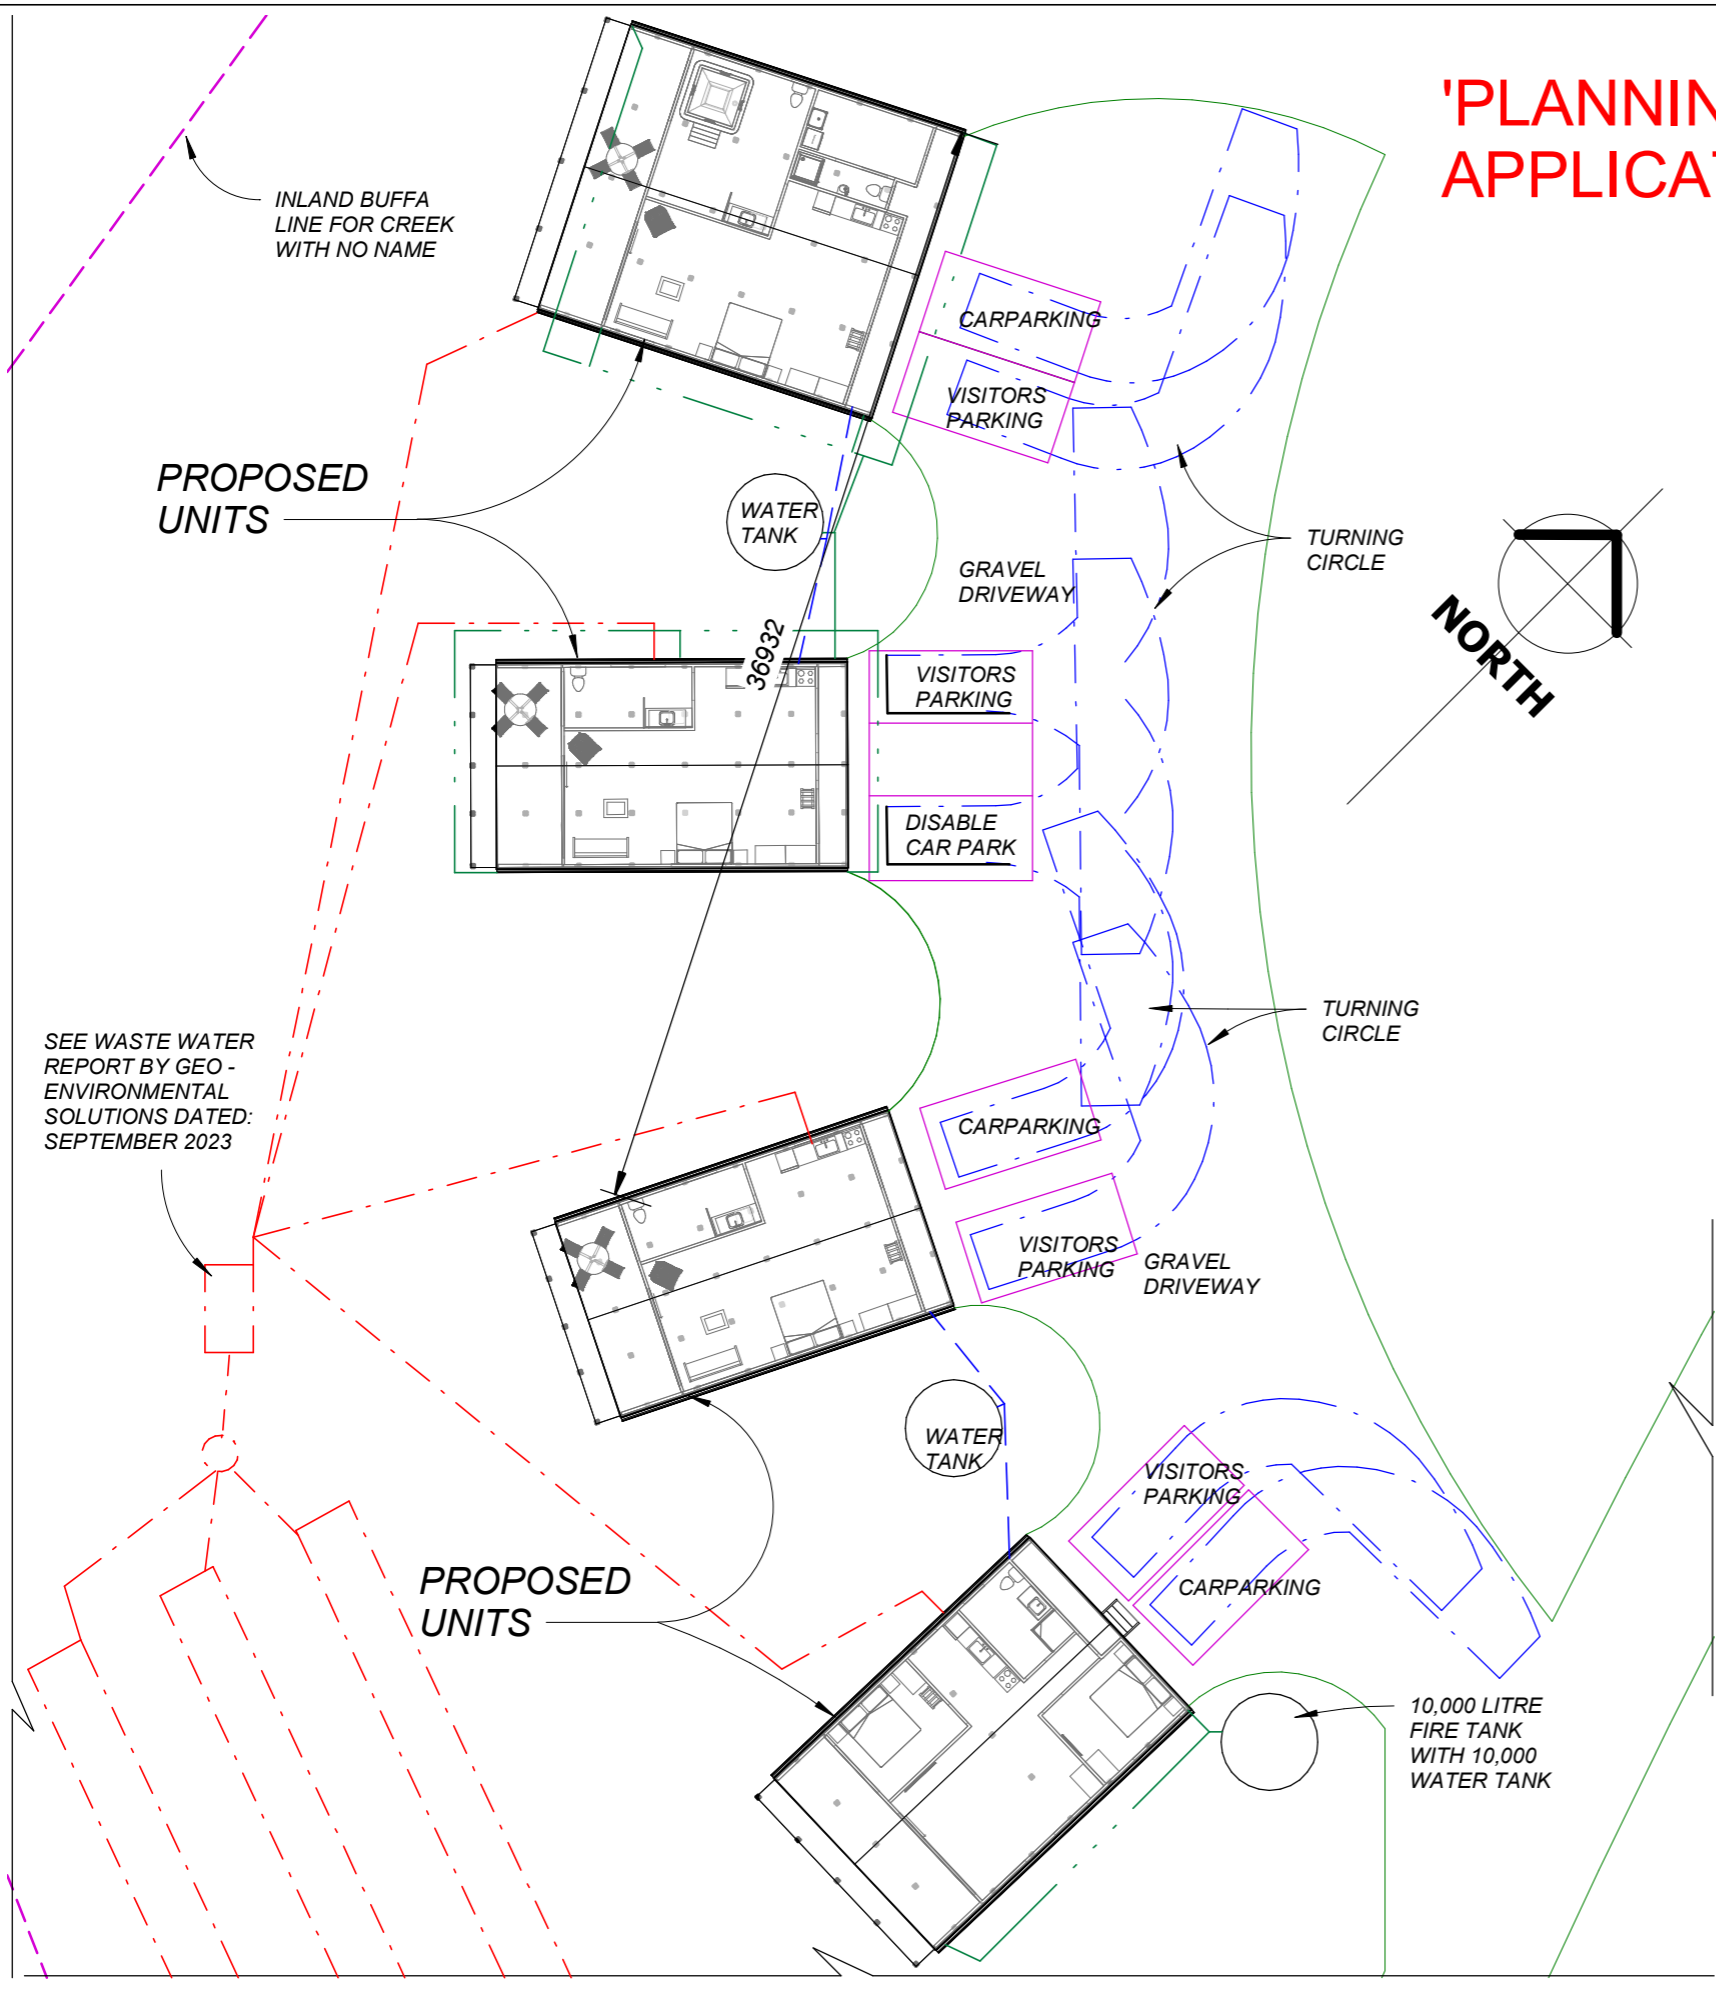 'PLANNIN
APPLICAT
INLAND BUFFA
LINE FOR CREEK
WITH NO NAME
CARPARKING
VISITORS
PARKING
PROPOSED
UNITS
WATER
TANK
TURNING
CIRCLE
GRAVEL
DRIVEWAY
NORTH
36932
VISITORS
PARKING
DISABLE
CAR PARK
TURNING
CIRCLE
SEE WASTE WATER
REPORT BY GEO -
ENVIRONMENTAL
SOLUTIONS DATED:
SEPTEMBER 2023
CARPARKING
VISITORS
PARKING
GRAVEL
DRIVEWAY
WATER
TANK
VISITORS
PARKING
CARPARKING
PROPOSED
UNITS
10,000 LITRE
FIRE TANK
WITH 10,000
WATER TANK